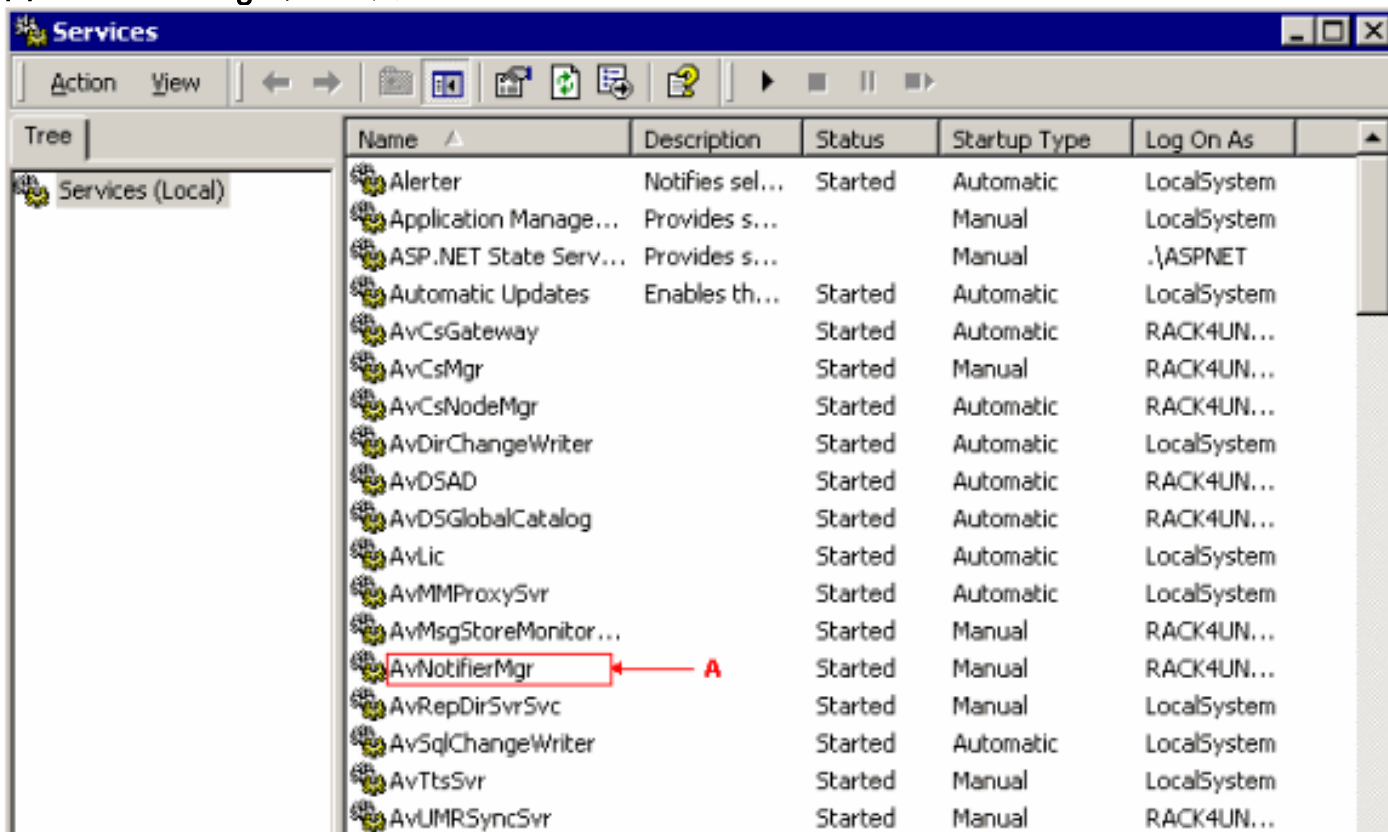 Services
Action View
Tree
Services (Local)
Name Description Status Startup Type Log On As
Alerter Notifies sel... Started Automatic LocalSystem
Application Manage... Provides s... Manual LocalSystem
ASP.NET State Serv... Provides s... Manual .\ASPNET
Automatic Updates Enables th... Started Automatic LocalSystem
AvCsGateway Started Automatic RACK4UN...
AvCsMgr Started Manual RACK4UN...
AvCsNodeMgr Started Automatic RACK4UN...
AvDirChangeWriter Started Automatic LocalSystem
AvDSAD Started Automatic RACK4UN...
AvDSGlobalCatalog Started Automatic RACK4UN...
AvLic Started Automatic LocalSystem
AvMMProxySvr Started Automatic LocalSystem
AvMsgStoreMonitor... Started Manual RACK4UN...
AvNotifierMgr A Started Manual RACK4UN...
AvRepDirSvrSvc Started Manual LocalSystem
AvSqlChangeWriter Started Automatic LocalSystem
AvTtsSvr Started Manual LocalSystem
AvUMRSyncSvr Started Manual RACK4UN...